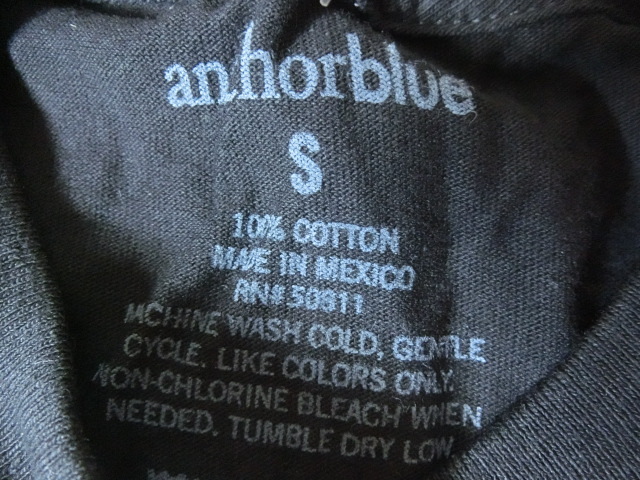 anhorblue
S
10% COTTON
MADE IN MEXICO
RN# 59811
MCHINE WASH COLD, GENTLE
CYCLE. LIKE COLORS ONLY.
NON-CHLORINE BLEACH WHEN
NEEDED. TUMBLE DRY LOW.